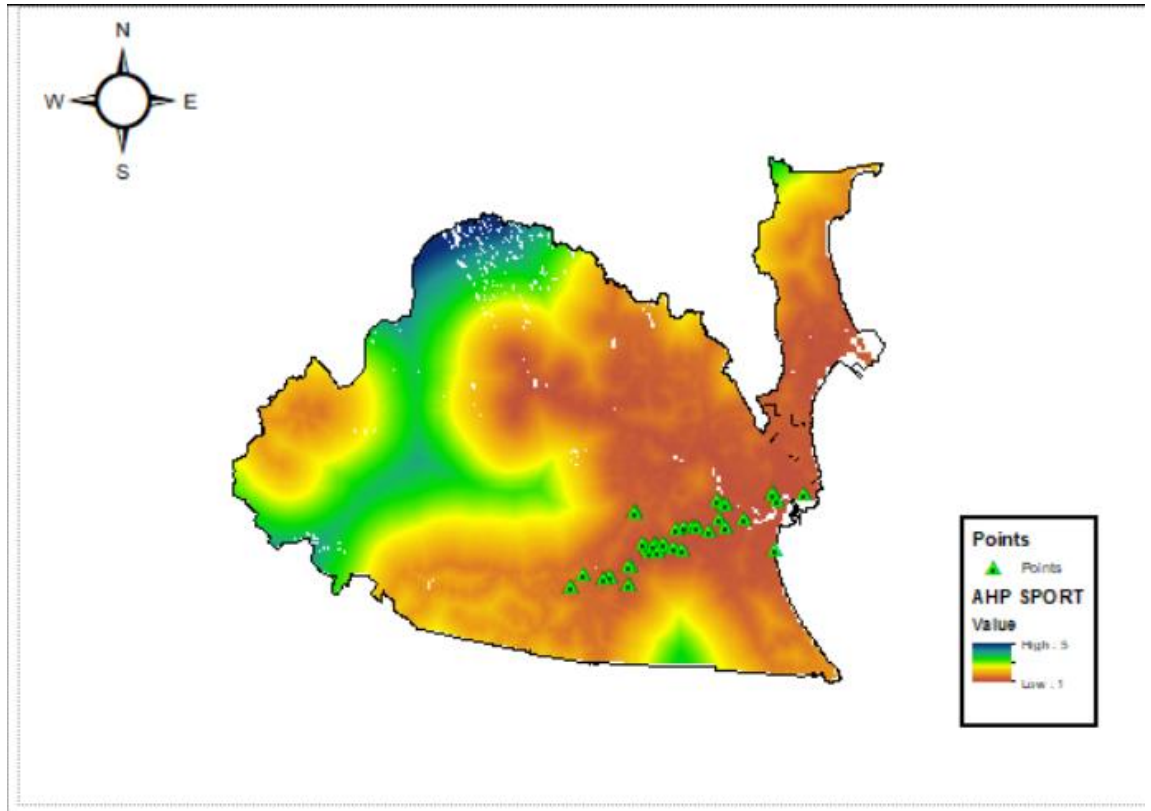 N
W E
S
Points
Points
AHP SPORT
Value
High : 5
Low : 1